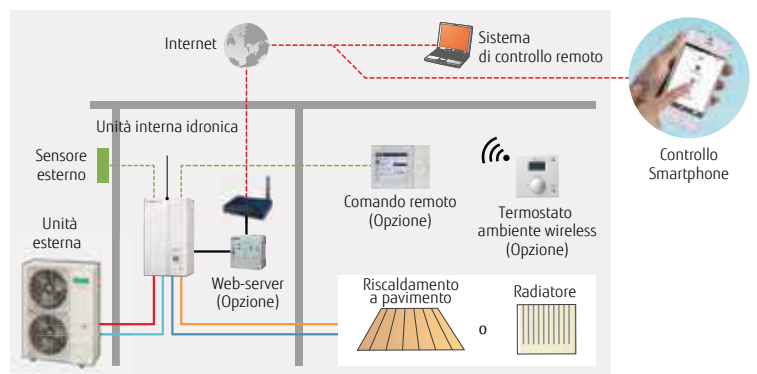 Internet
Sistema
di controllo remoto
Unità interna idronica
Sensore
esterno
Comando remoto
(Opzione)
Termostato
ambiente wireless
(Opzione)
Controllo
Smartphone
Unità
esterna
Web-server
(Opzione)
Riscaldamento
a pavimento
o
Radiatore